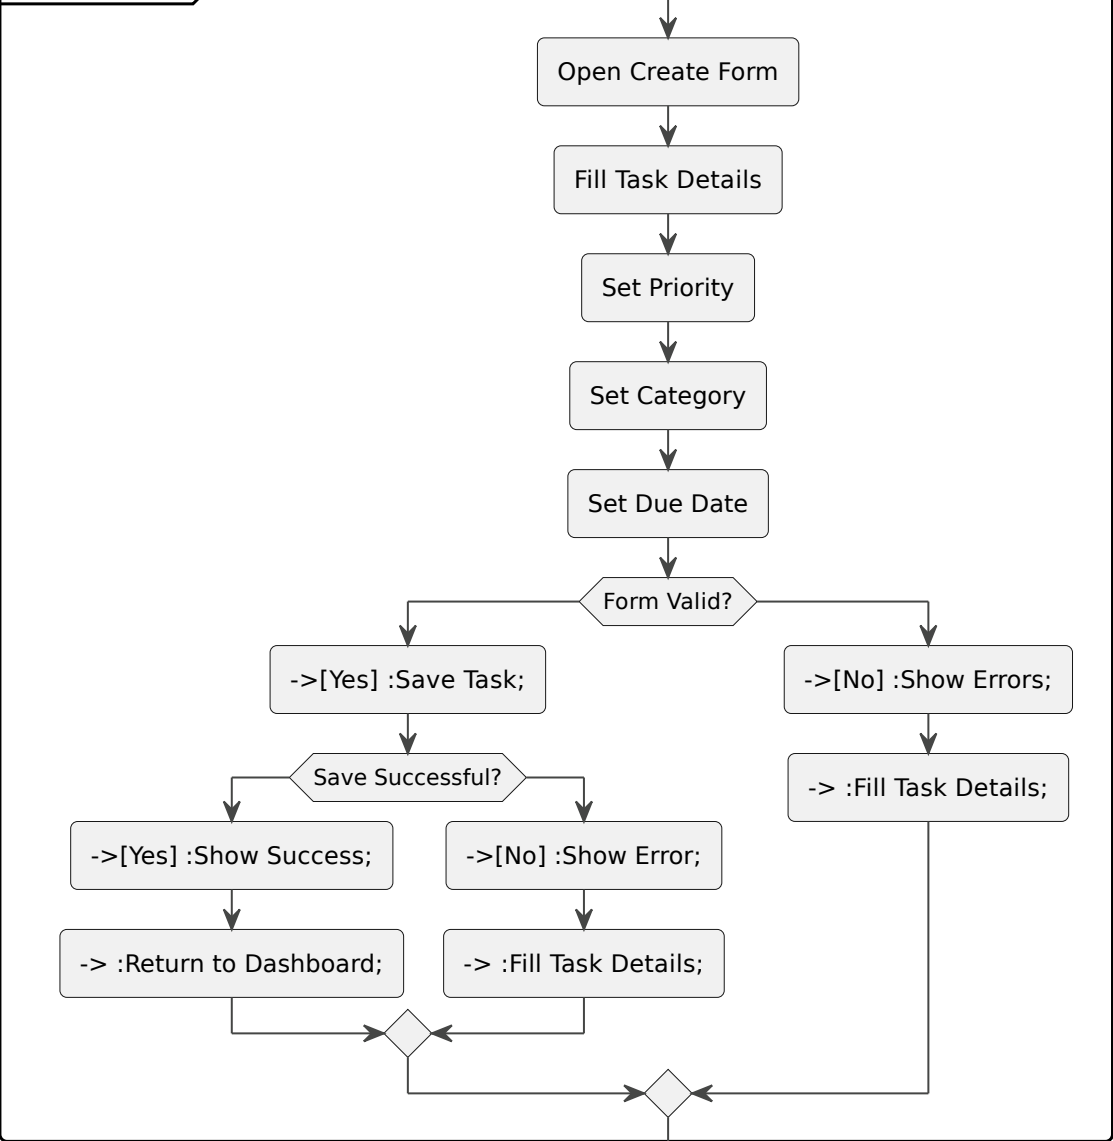 Open Create Form
Fill Task Details
Set Priority
Set Category
Set Due Date
Form Valid?
->[Yes] :Save Task;
->[No] :Show Errors;
Save Successful?
-> :Fill Task Details;
->[Yes] :Show Success;
->[No] :Show Error;
-> :Return to Dashboard;
-> :Fill Task Details;